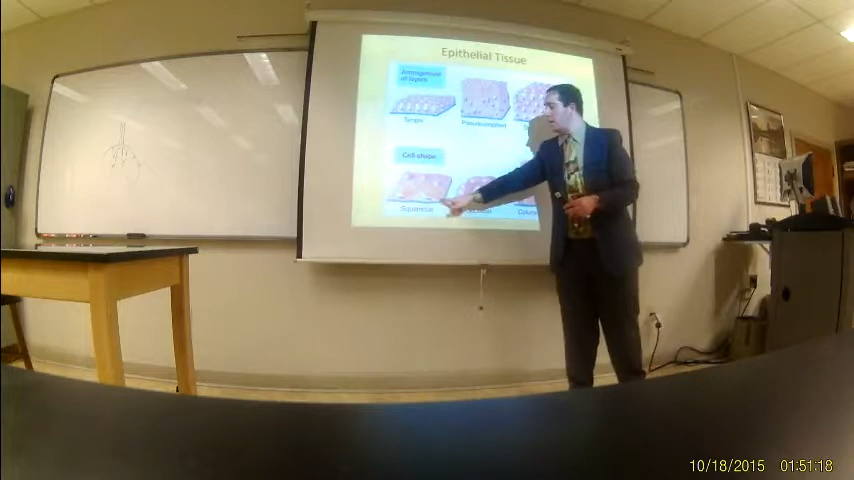 Epithelial Tissue
Arrangement
of layers
Simple
Pseudostratified
Cell shape
Squamous
10/18/2015 01:51:18